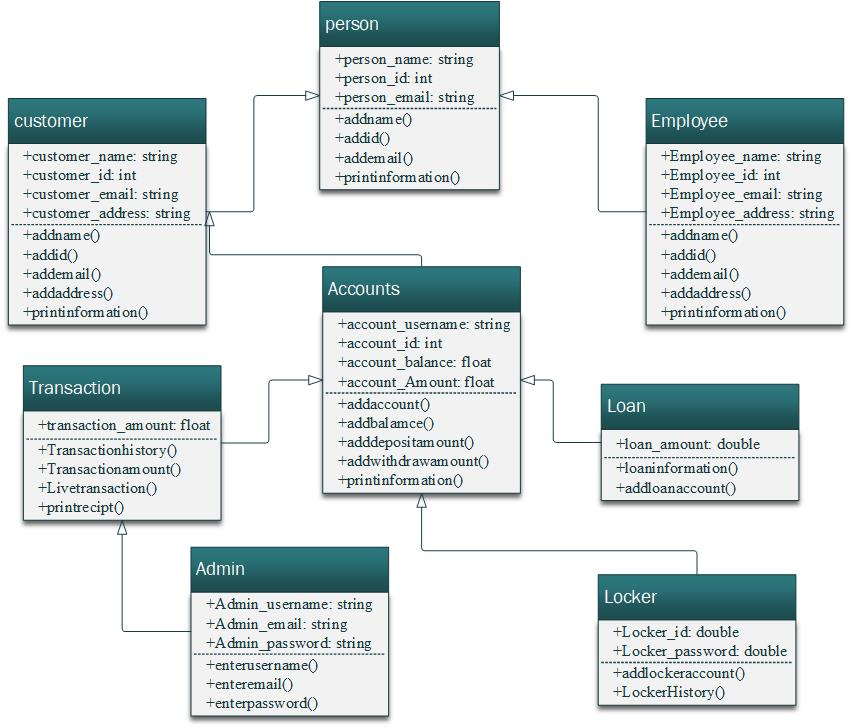 person
+person_name: string
+person_id: int
+person_email: string
+addname()
+addid()
+addemail()
+printinformation()
customer
+customer_name: string
+customer_id: int
+customer_email: string
+customer_address: string
+addname()
+addid()
+addemail()
+addaddress()
+printinformation()
Employee
+Employee_name: string
+Employee_id: int
+Employee_email: string
+Employee_address: string
+addname()
+addid()
+addemail()
+addaddress()
+printinformation()
Accounts
+account_username: string
+account_id: int
+account_balance: float
+account_Amount: float
+addaccount()
+addbalamce()
+adddepositamount()
+addwithdrawamount()
+printinformation()
Transaction
+transaction_amount: float
+Transactionhistory()
+Transactionamount()
+Livetransaction()
+printrecipt()
Loan
+loan_amount: double
+loaninformation()
+addloanaccount()
Admin
+Admin_username: string
+Admin_email: string
+Admin_password: string
+enterusername()
+enteremail()
+enterpassword()
Locker
+Locker_id: double
+Locker_password: double
+addlockeraccount()
+LockerHistory()